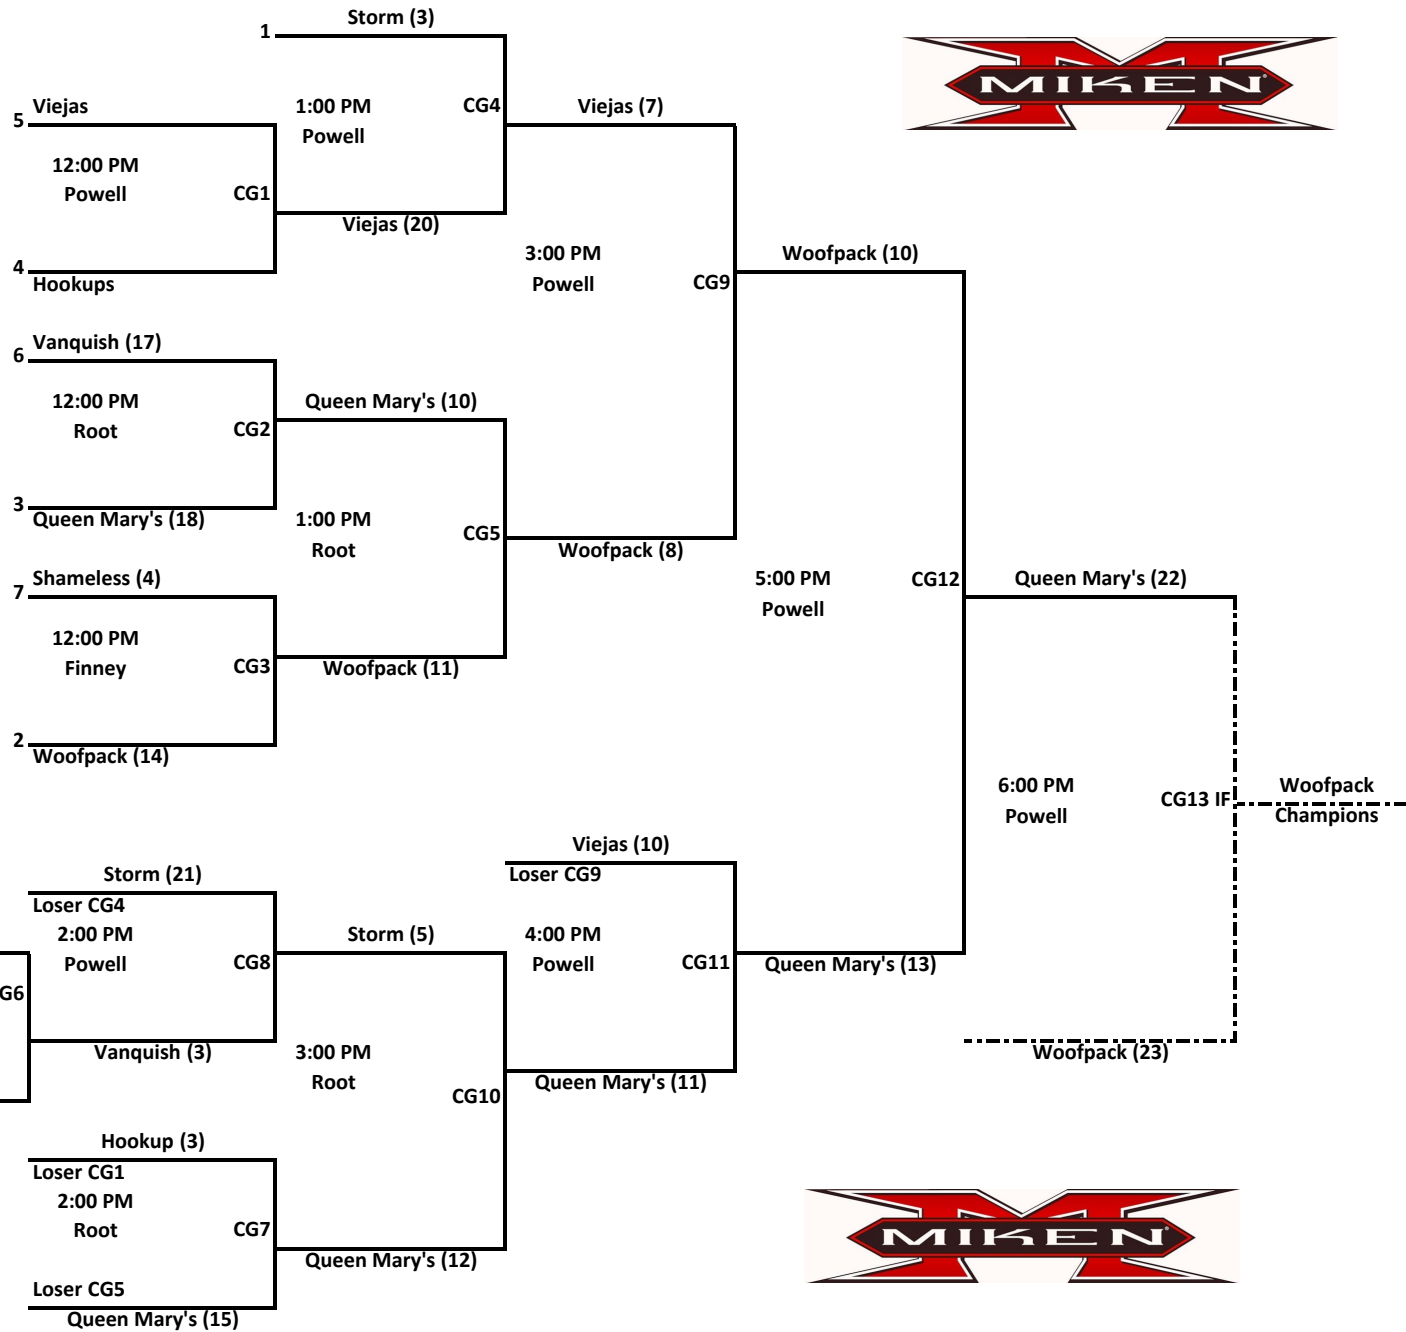 Storm (3)
1
MIKEN
Viejas
5
1:00 PM
Powell
CG4
Viejas (7)
12:00 PM
Powell
CG1
Viejas (20)
3:00 PM
Powell
CG9
Woofpack (10)
4
Hookups
Vanquish (17)
6
12:00 PM
Root
CG2
Queen Mary's (10)
3
Queen Mary's (18)
1:00 PM
Root
CG5
Woofpack (8)
Shameless (4)
7
5:00 PM
Powell
CG12
Queen Mary's (22)
12:00 PM
Finney
CG3
Woofpack (11)
2
Woofpack (14)
6:00 PM
Powell
CG13 IF
Woofpack
Champions
Viejas (10)
Loser CG9
Storm (21)
Loser CG4
2:00 PM
Powell
CG8
Storm (5)
4:00 PM
Powell
CG11
Queen Mary's (13)
G6
Vanquish (3)
3:00 PM
Root
CG10
Queen Mary's (11)
Woofpack (23)
Hookup (3)
Loser CG1
2:00 PM
Root
CG7
Queen Mary's (12)
MIKEN
Loser CG5
Queen Mary's (15)